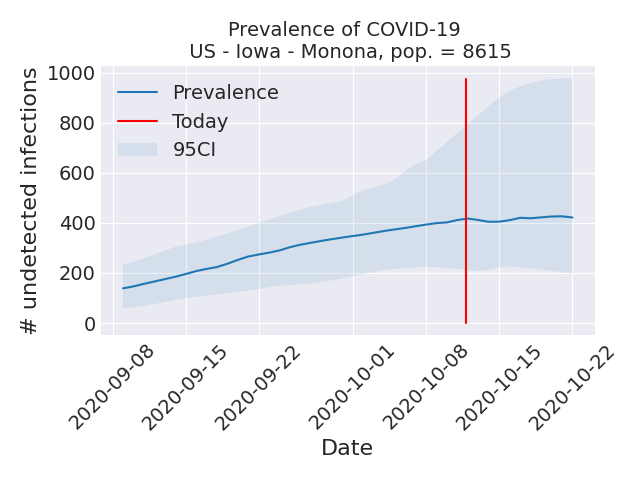 Prevalence of COVID-19
US - Iowa - Monona, pop. = 8615
# undetected infections
1000
800
600
400
200
0
Prevalence
Today
95CI
2020-09-08
2020-09-15
2020-09-22
2020-10-01
2020-10-08
2020-10-15
2020-10-22
Date